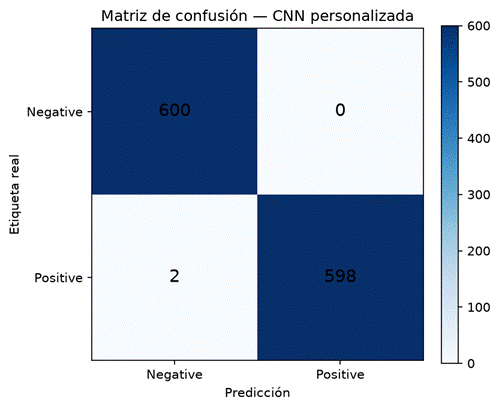 Matriz de confusión — CNN personalizada
Etiqueta real
Negative
600
0
Positive
2
598
Negative
Positive
Predicción
600
500
400
300
200
100
0